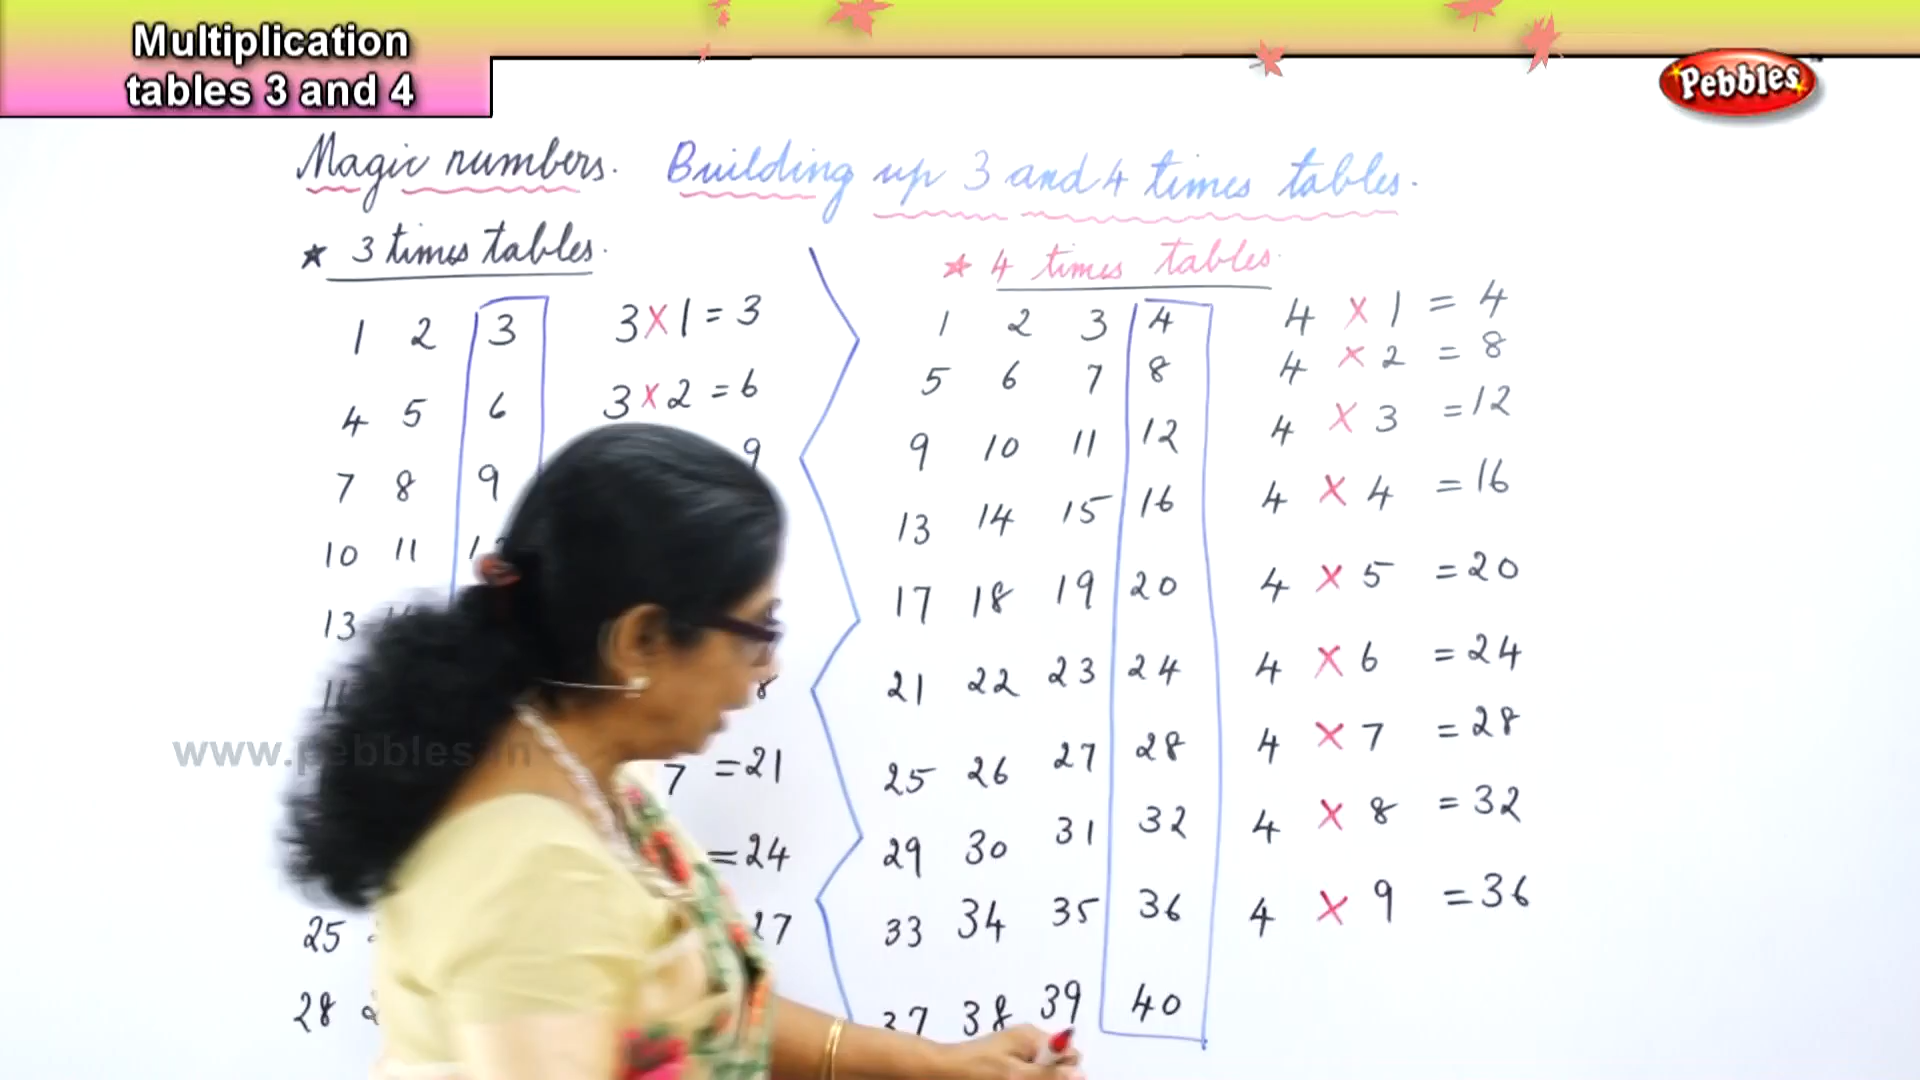 Multiplication
tables 3 and 4
Pebbles
Magic numbers. Building up 3 and 4 times tables.
★ 3 times tables.
1 2 3 3 × 1 = 3
4 5 6 3 × 2 = 6
7 8 9 9
10 11
13
7 = 21
= 24
25 27
28
★ 4 times tables.
1 2 3 4 4 × 1 = 4
5 6 7 8 4 × 2 = 8
9 10 11 12 4 × 3 = 12
13 14 15 16 4 × 4 = 16
17 18 19 20 4 × 5 = 20
21 22 23 24 4 × 6 = 24
25 26 27 28 4 × 7 = 28
29 30 31 32 4 × 8 = 32
33 34 35 36 4 × 9 = 36
37 38 39 40
www.pebbles.in